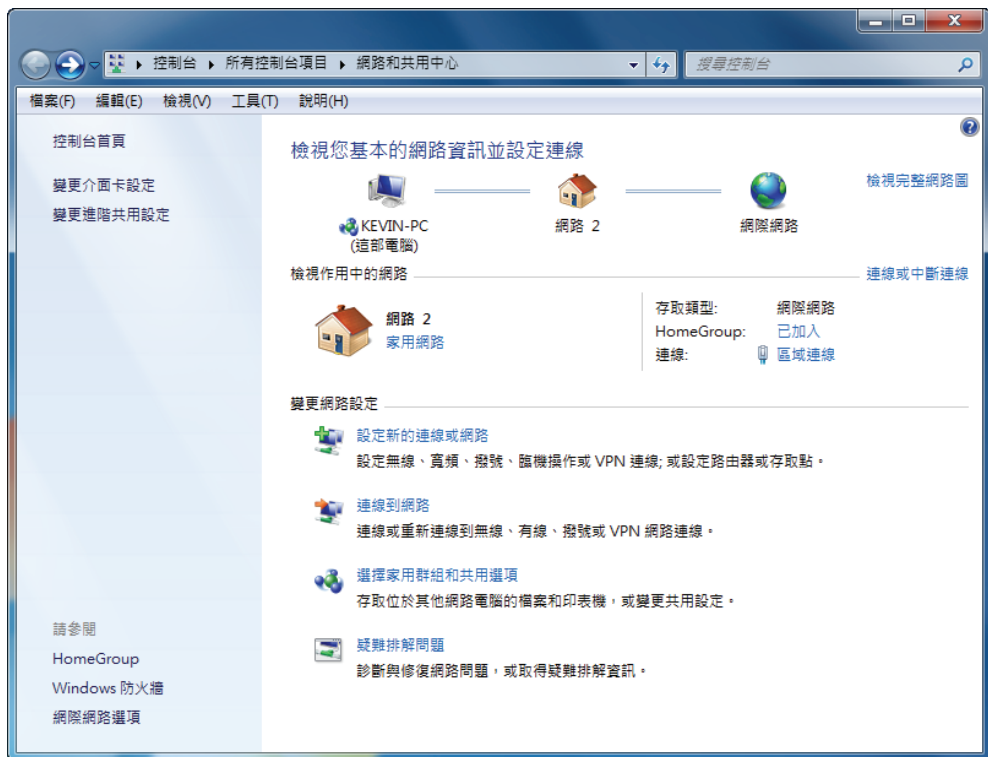 控制台 ▸ 所有控制台項目 ▸ 網路和共用中心
搜尋控制台
檔案(F) 編輯(E) 檢視(V) 工具(T) 說明(H)
控制台首頁
變更介面卡設定
變更進階共用設定
檢視您基本的網路資訊並設定連線
檢視完整網路圖
KEVIN-PC
(這部電腦)
網路 2
網際網路
檢視作用中的網路
連線或中斷連線
網路 2
家用網路
存取類型: 網際網路
HomeGroup: 已加入
連線: 區域連線
變更網路設定
設定新的連線或網路
設定無線、寬頻、撥號、臨機操作或 VPN 連線; 或設定路由器或存取點。
連線到網路
連線或重新連線到無線、有線、撥號或 VPN 網路連線。
選擇家用群組和共用選項
存取位於其他網路電腦的檔案和印表機，或變更共用設定。
疑難排解問題
診斷與修復網路問題，或取得疑難排解資訊。
請參閱
HomeGroup
Windows 防火牆
網際網路選項